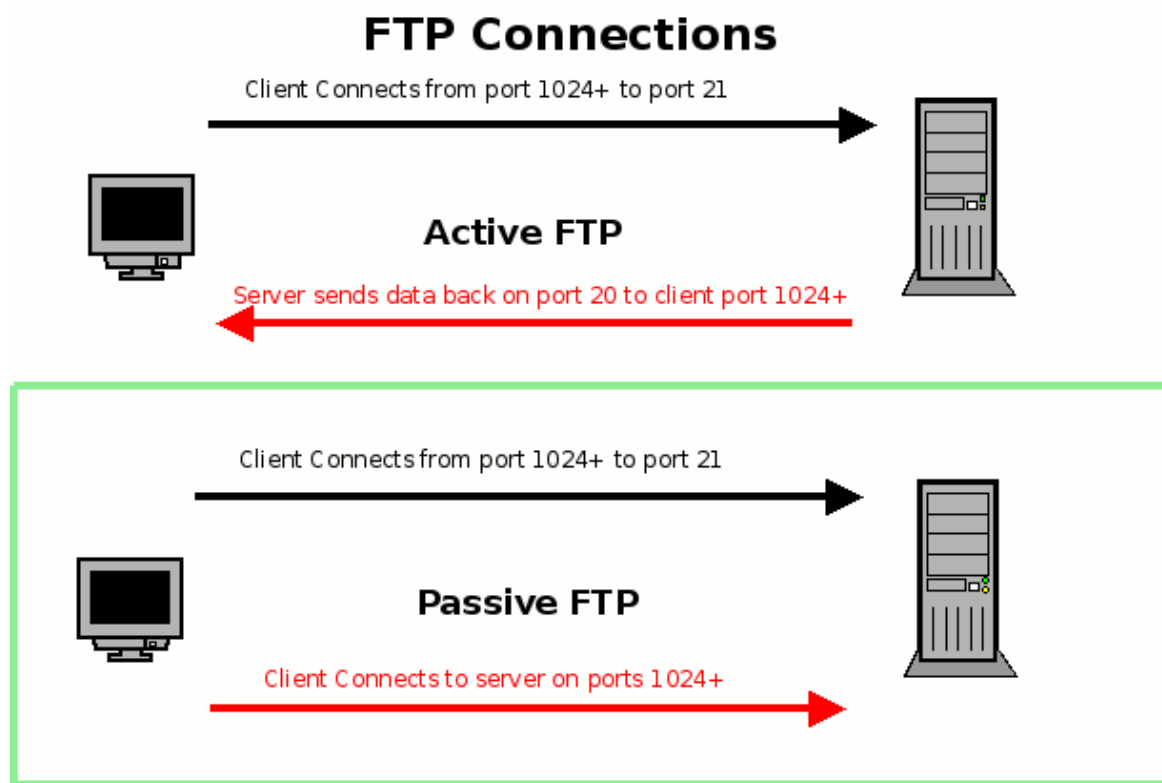 FTP Connections
Client Connects from port 1024+ to port 21
Active FTP
Server sends data back on port 20 to client port 1024+
Client Connects from port 1024+ to port 21
Passive FTP
Client Connects to server on ports 1024+